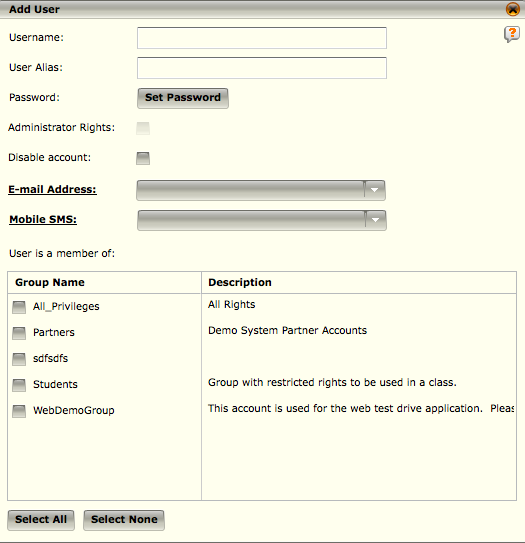 Add User
Username:
?
User Alias:
Password: Set Password
Administrator Rights:
Disable account:
E-mail Address:
Mobile SMS:
User is a member of:
Group Name Description
All_Privileges All Rights
Partners Demo System Partner Accounts
sdfsdfs
Students Group with restricted rights to be used in a class.
WebDemoGroup This account is used for the web test drive application. Pleas
Select All Select None